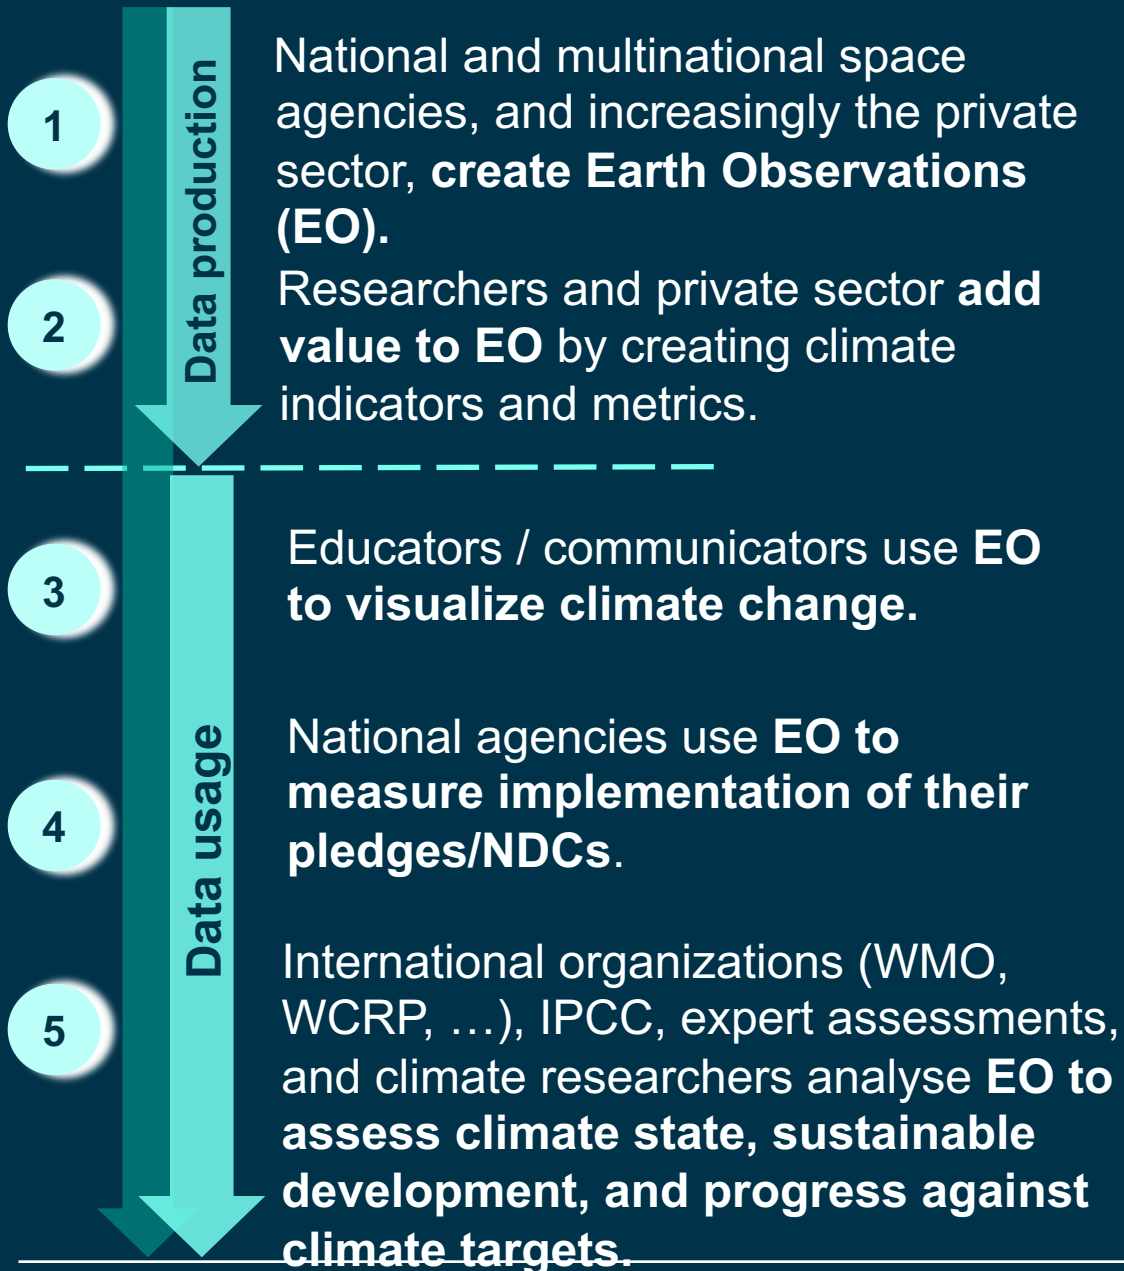 1
Data production
National and multinational space
agencies, and increasingly the private
sector, create Earth Observations
(EO).
2
Researchers and private sector add
value to EO by creating climate
indicators and metrics.
3
Educators / communicators use EO
to visualize climate change.
Data usage
4
National agencies use EO to
measure implementation of their
pledges/NDCs.
5
International organizations (WMO,
WCRP, …), IPCC, expert assessments,
and climate researchers analyse EO to
assess climate state, sustainable
development, and progress against
climate targets.